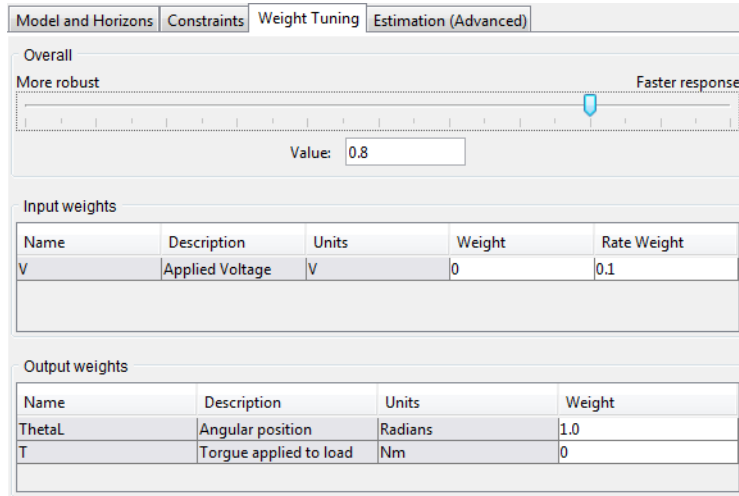 Model and Horizons Constraints Weight Tuning Estimation (Advanced)
Overall
More robust Faster response
Value: 0.8
Input weights
Name Description Units Weight Rate Weight
V Applied Voltage V 0 0.1
Output weights
Name Description Units Weight
ThetaL Angular position Radians 1.0
T Torgue applied to load Nm 0